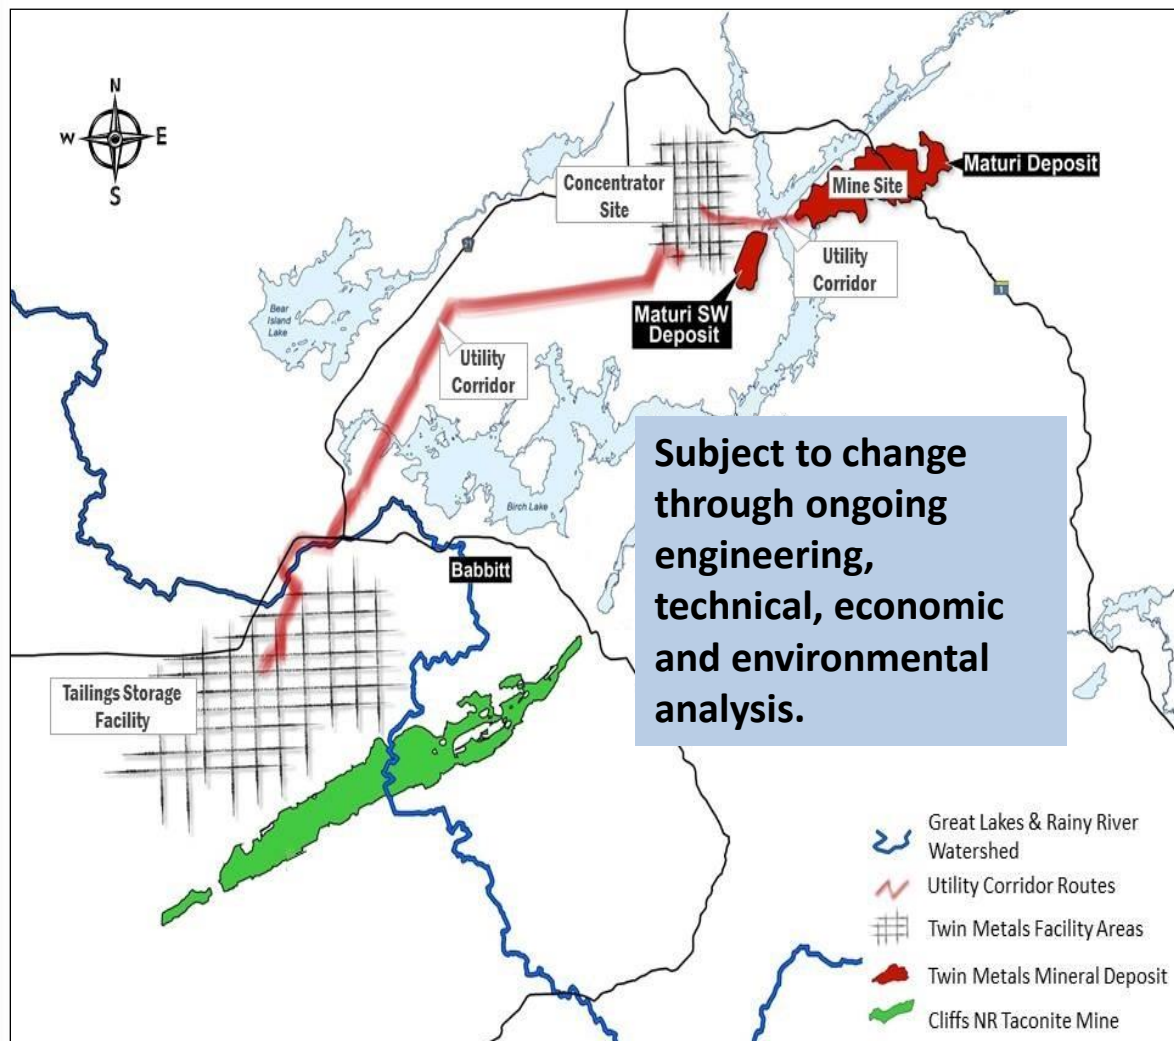 N
W
E
S
Concentrator
Site
Mine Site
Maturi Deposit
Utility
Corridor
Maturi SW
Deposit
1
Bear
Island
Lake
Utility
Corridor
Birch Lake
Subject to change
through ongoing
engineering,
technical, economic
and environmental
analysis.
Babbitt
Tailings Storage
Facility
Great Lakes & Rainy River
Watershed
Utility Corridor Routes
Twin Metals Facility Areas
Twin Metals Mineral Deposit
Cliffs NR Taconite Mine